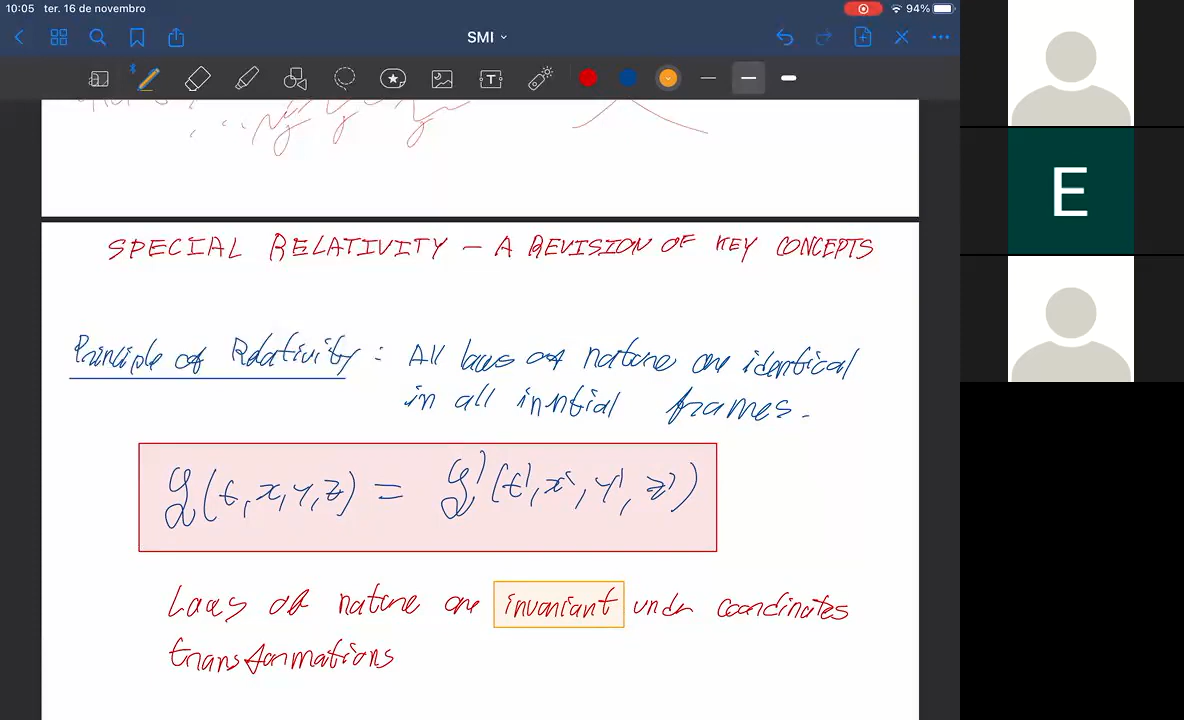 10:05 ter. 16 de novembro
94%
SMI
T
SPECIAL RELATIVITY — A REVISION OF KEY CONCEPTS
Principle of Relativity : All laws of nature are identical
in all inertial frames.
(t, x, y, z) = (t', x', y', z')
Laws of nature are invariant under coordinates
transformations
E